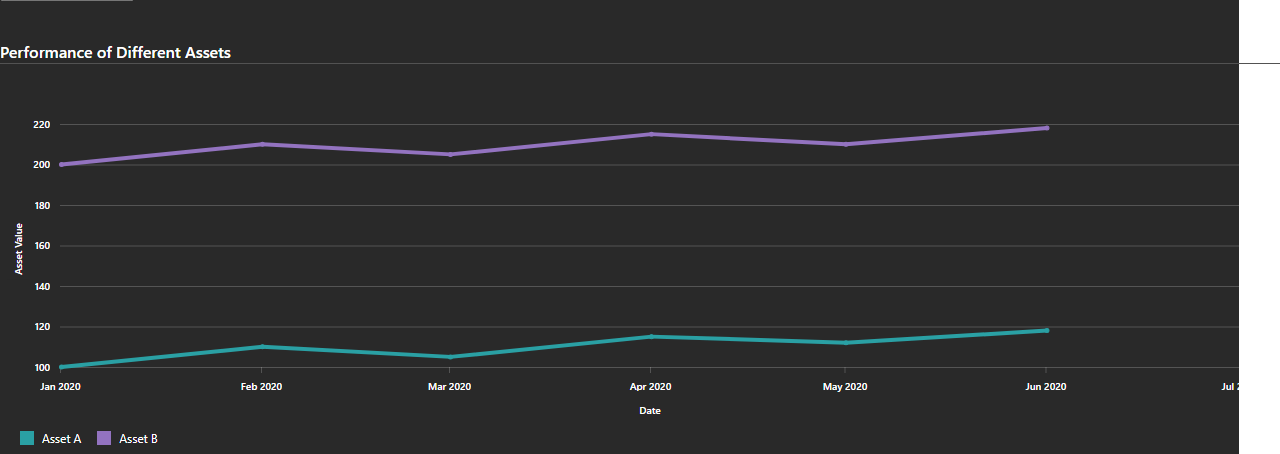 Performance of Different Assets
220
200
180
160
140
120
100
Asset Value
Jan 2020 Feb 2020 Mar 2020 Apr 2020 May 2020 Jun 2020 Jul
Date
Asset A Asset B